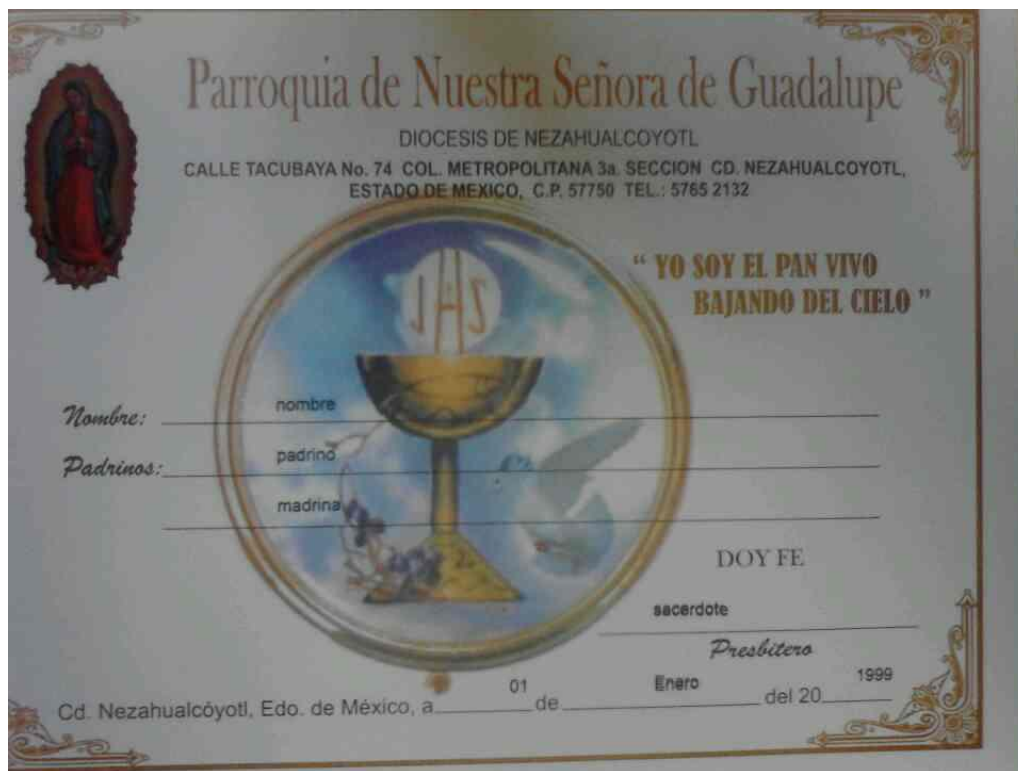 Parroquia de Nuestra Señora de Guadalupe
DIOCESIS DE NEZAHUALCOYOTL
CALLE TACUBAYA No. 74 COL. METROPOLITANA 3a. SECCION CD. NEZAHUALCOYOTL,
ESTADO DE MEXICO, C.P. 57750 TEL.: 5765 2132
JHS
“ YO SOY EL PAN VIVO
BAJANDO DEL CIELO ”
Nombre: nombre
Padrinos: padrino
madrina
DOY FE
sacerdote
Presbitero
Cd. Nezahualcóyotl, Edo. de México, a 01 de Enero del 20 1999